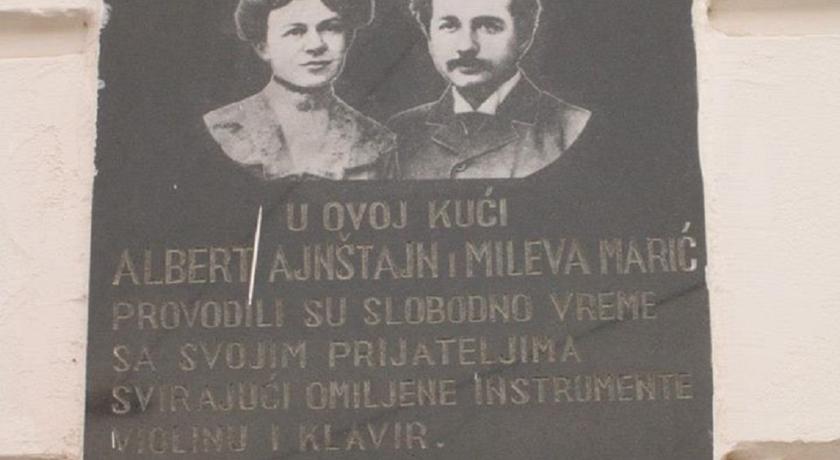 U OVOJ KUĆI
ALBERT AJNŠTAJN I MILEVA MARIĆ
PROVODILI SU SLOBODNO VREME
SA SVOJIM PRIJATELJIMA
SVIRAJUĆI OMILJENE INSTRUMENTE
VIOLINU I KLAVIR.